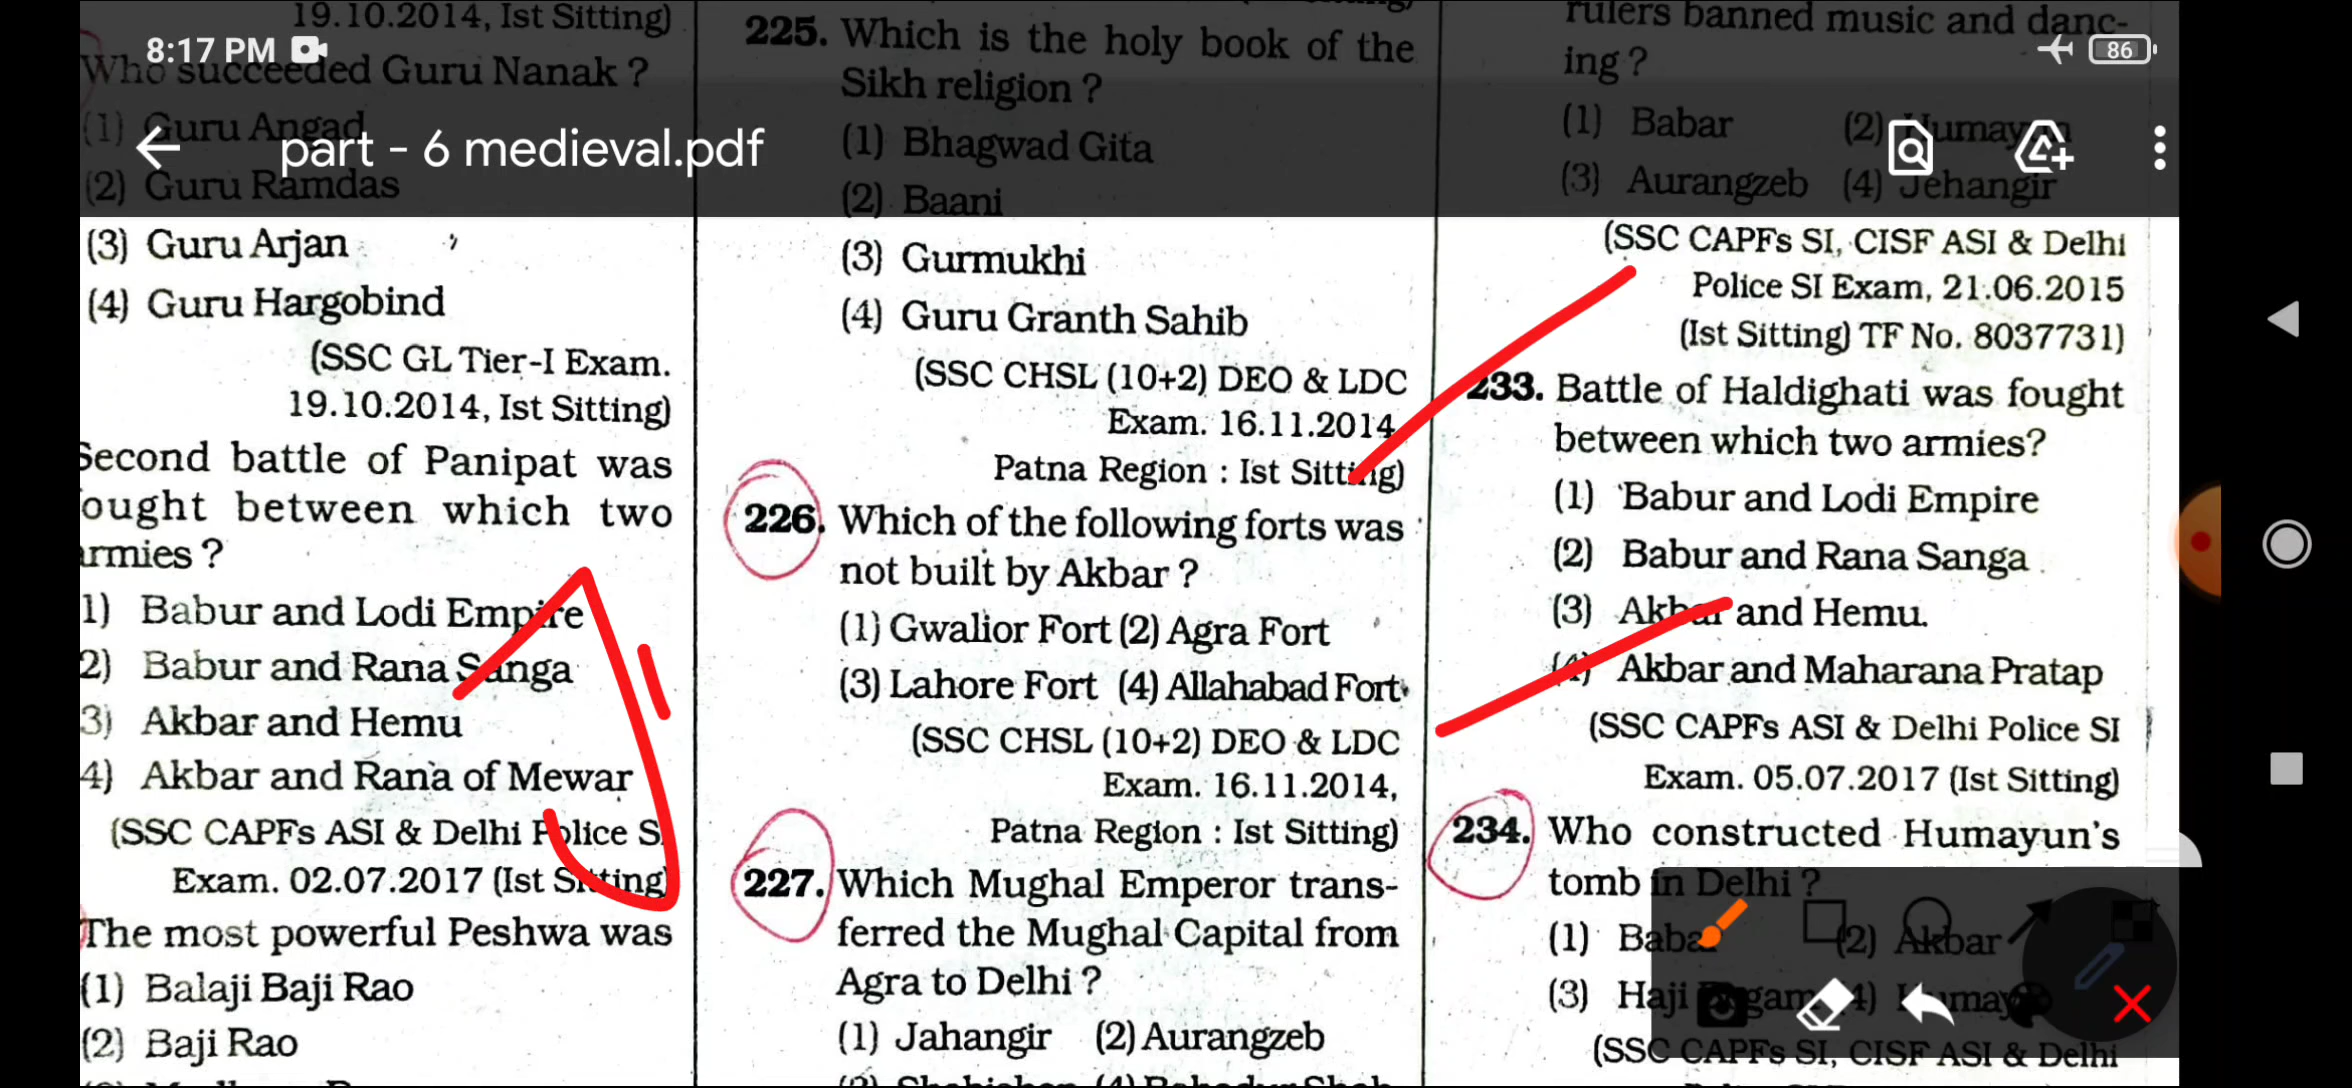 8:17 PM
86
part - 6 medieval.pdf
19.10.2014, Ist Sitting)
Who succeeded Guru Nanak ?
(1) Guru Angad
(2) Guru Ramdas
(3) Guru Arjan
(4) Guru Hargobind
(SSC GL Tier-I Exam.
19.10.2014, Ist Sitting)
Second battle of Panipat was
fought between which two
armies ?
1) Babur and Lodi Empire
2) Babur and Rana Sanga
3) Akbar and Hemu
4) Akbar and Rana of Mewar
(SSC CAPFs ASI & Delhi Police SI
Exam. 02.07.2017 (Ist Sitting)
The most powerful Peshwa was
(1) Balaji Baji Rao
(2) Baji Rao
225. Which is the holy book of the
Sikh religion ?
(1) Bhagwad Gita
(2) Baani
(3) Gurmukhi
(4) Guru Granth Sahib
(SSC CHSL (10+2) DEO & LDC
Exam. 16.11.2014
Patna Region : Ist Sitting)
226. Which of the following forts was
not built by Akbar ?
(1) Gwalior Fort (2) Agra Fort
(3) Lahore Fort (4) Allahabad Fort
(SSC CHSL (10+2) DEO & LDC
Exam. 16.11.2014,
Patna Region : Ist Sitting)
227. Which Mughal Emperor trans-
ferred the Mughal Capital from
Agra to Delhi ?
(1) Jahangir (2) Aurangzeb
(4) Bahadur Shah
rulers banned music and danc-
ing ?
(1) Babar (2) Humayun
(3) Aurangzeb (4) Jehangir
(SSC CAPFs SI, CISF ASI & Delhi
Police SI Exam, 21.06.2015
(Ist Sitting) TF No. 8037731)
233. Battle of Haldighati was fought
between which two armies?
(1) Babur and Lodi Empire
(2) Babur and Rana Sanga
(3) Akbar and Hemu.
(4) Akbar and Maharana Pratap
(SSC CAPFs ASI & Delhi Police SI
Exam. 05.07.2017 (Ist Sitting)
234. Who constructed Humayun's
tomb in Delhi ?
(1) Babar (2) Akbar
(3) Haji Begam (4) Humayun
(SSC CAPFs SI, CISF ASI & Delhi